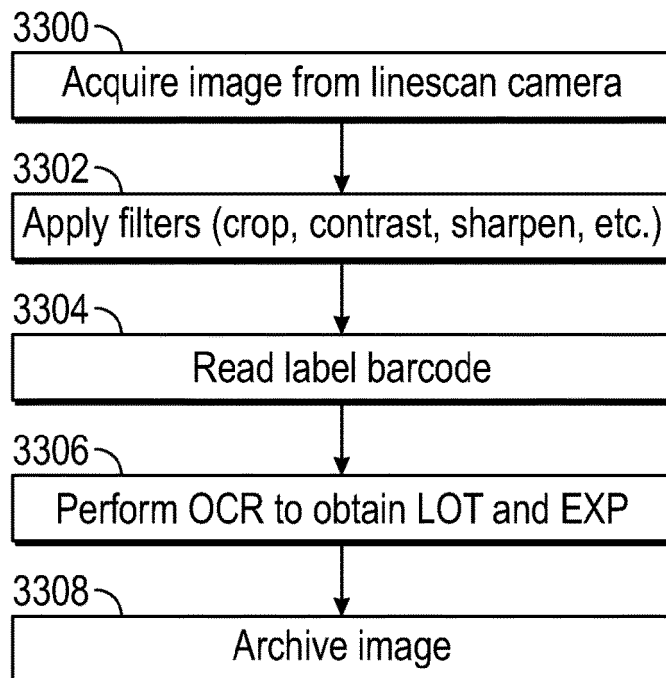 3300
Acquire image from linescan camera
3302
Apply filters (crop, contrast, sharpen, etc.)
3304
Read label barcode
3306
Perform OCR to obtain LOT and EXP
3308
Archive image